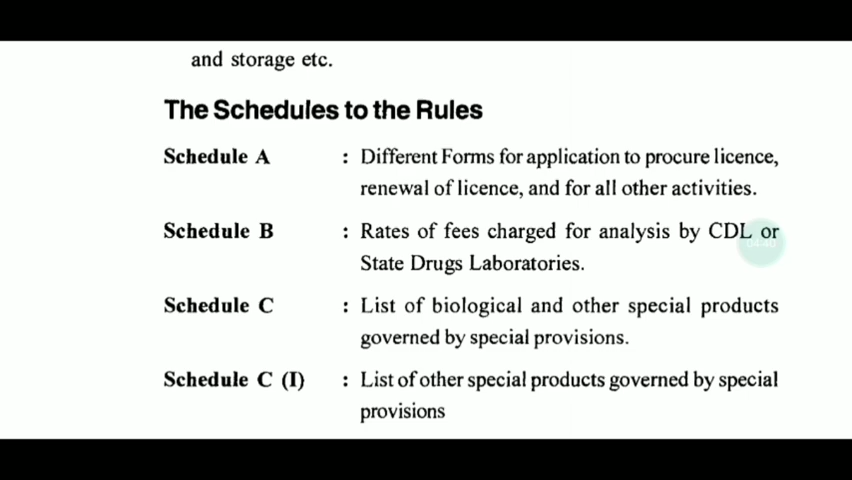 and storage etc.
The Schedules to the Rules
Schedule A : Different Forms for application to procure licence,
renewal of licence, and for all other activities.
Schedule B : Rates of fees charged for analysis by CDL or
State Drugs Laboratories.
04:40
Schedule C : List of biological and other special products
governed by special provisions.
Schedule C (I) : List of other special products governed by special
provisions